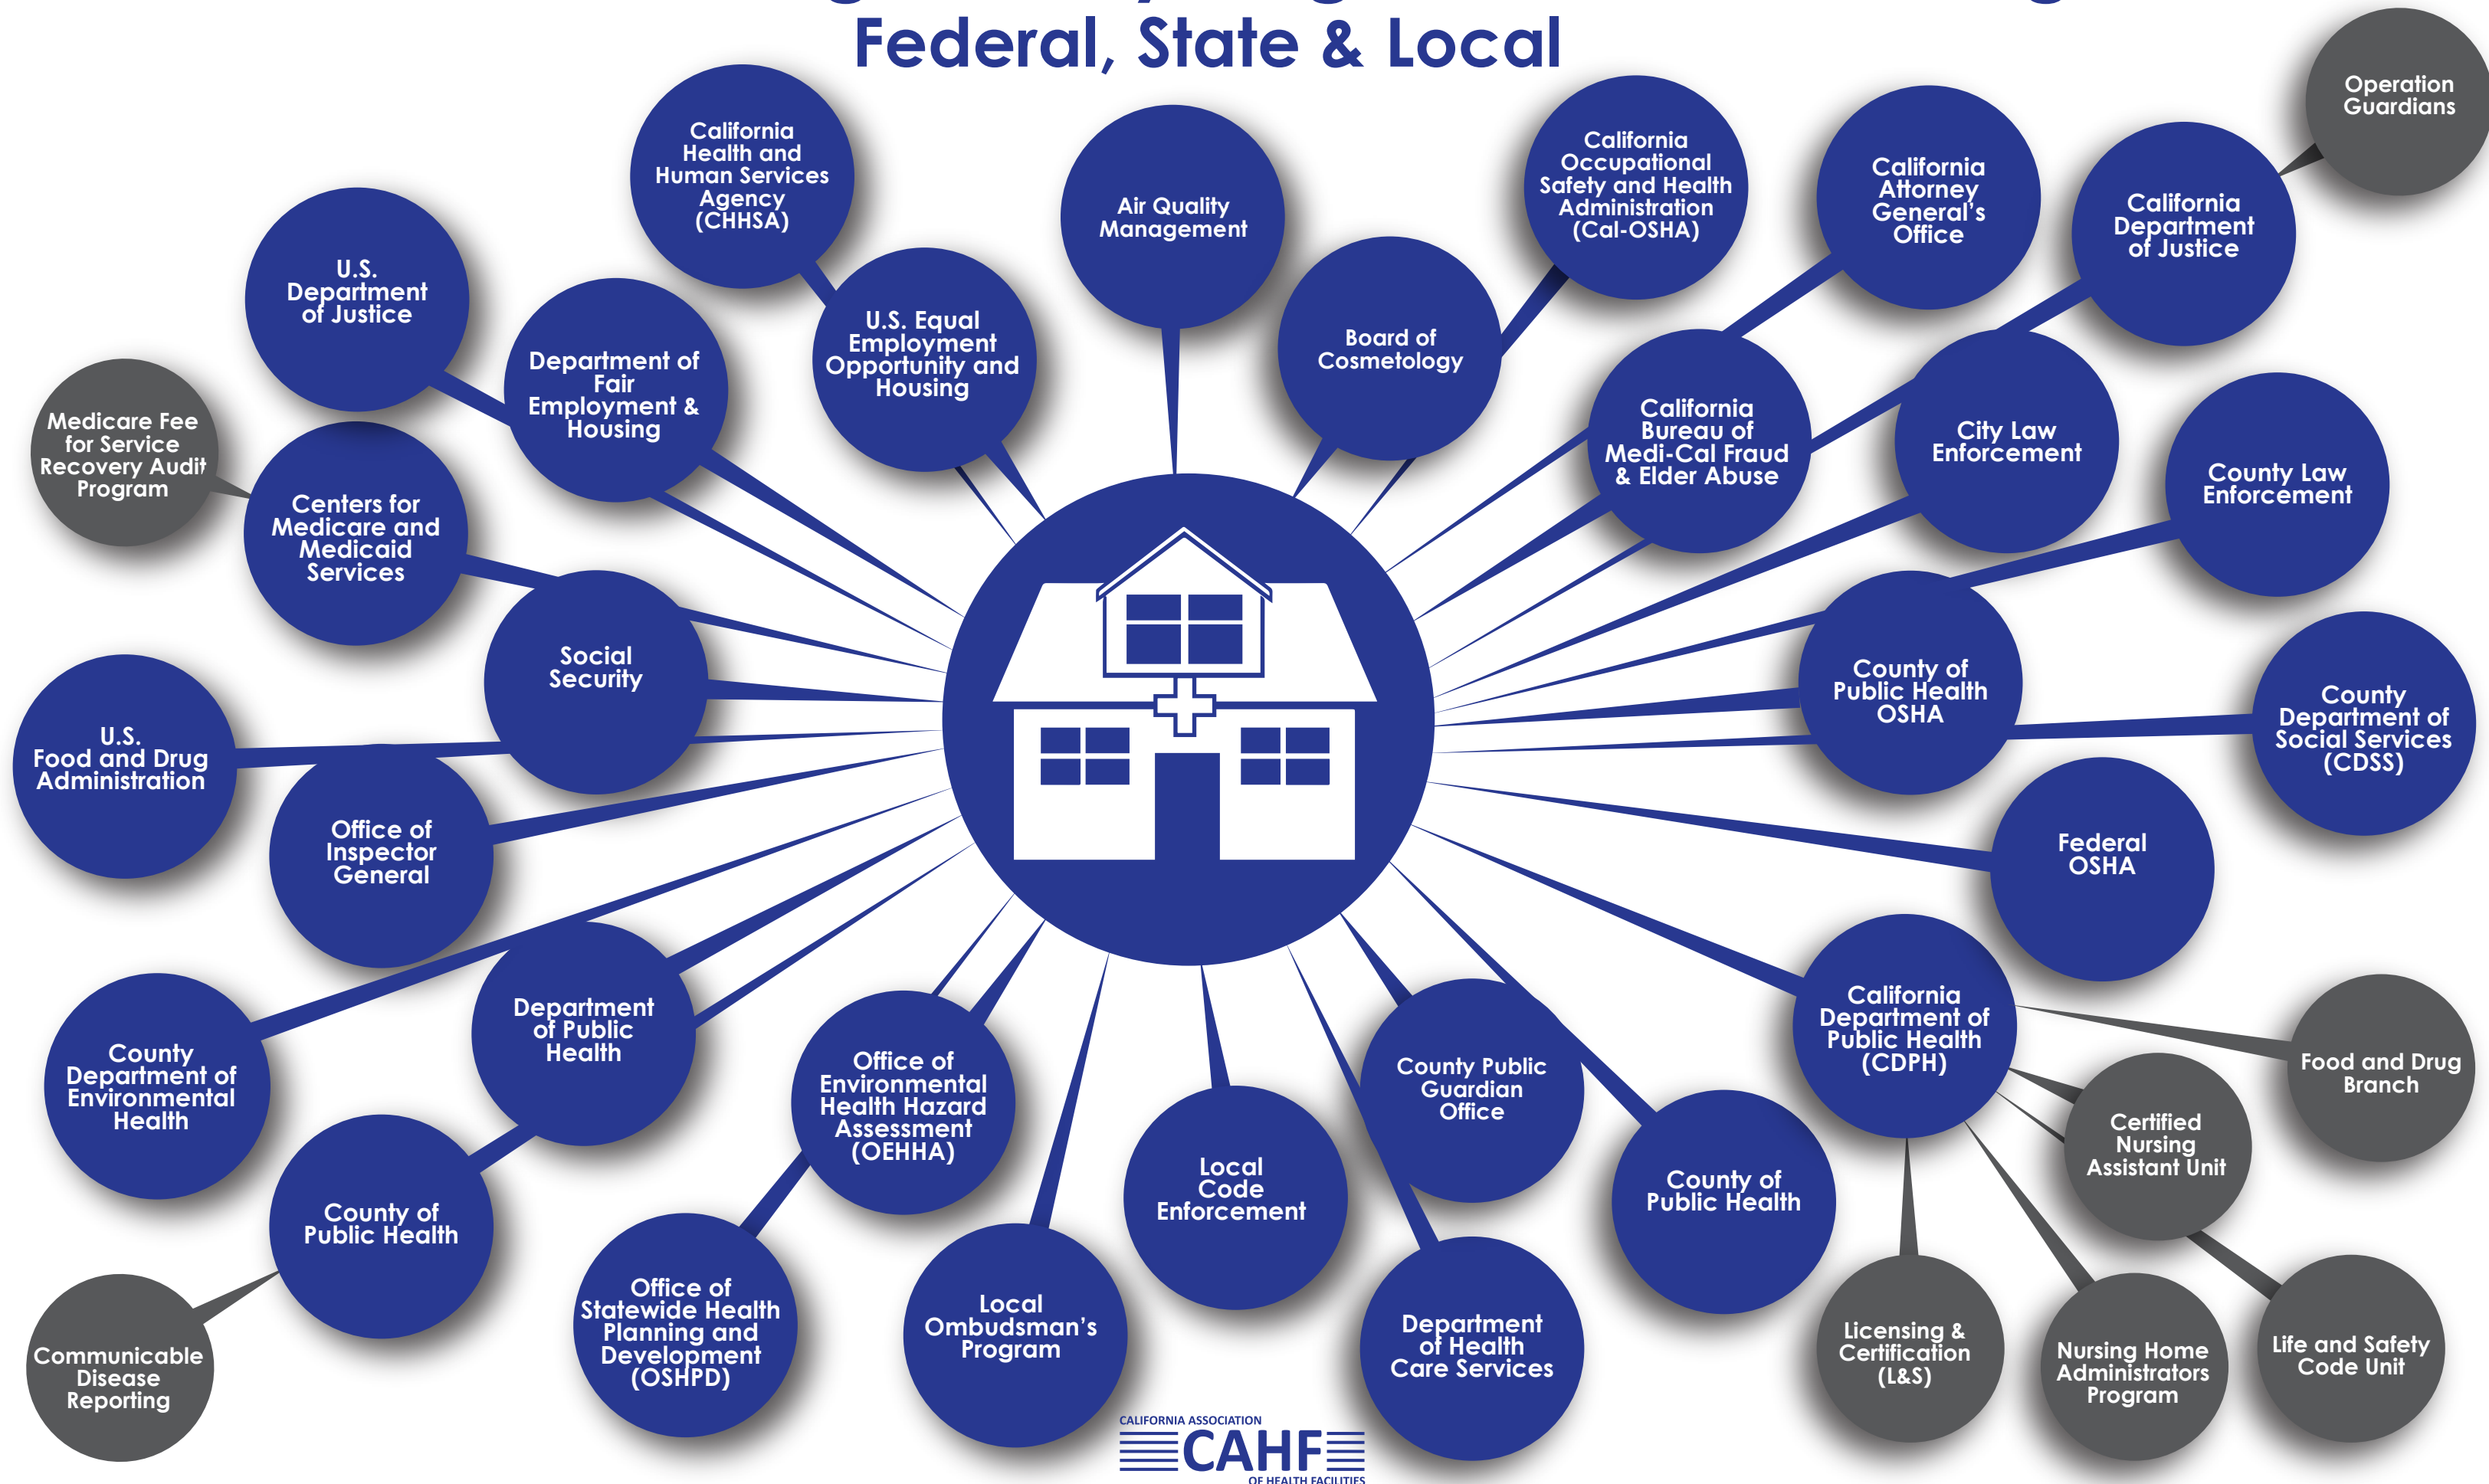 Federal, State & Local
Operation
Guardians
California
Health and
Human Services
Agency
(CHHSA)
Air Quality
Management
California
Occupational
Safety and Health
Administration
(Cal-OSHA)
California
Attorney
General's
Office
California
Department
of Justice
U.S.
Department
of Justice
Department of
Fair
Employment &
Housing
U.S. Equal
Employment
Opportunity and
Housing
Board of
Cosmetology
California
Bureau of
Medi-Cal Fraud
& Elder Abuse
City Law
Enforcement
County Law
Enforcement
Medicare Fee
for Service
Recovery Audit
Program
Centers for
Medicare and
Medicaid
Services
Social
Security
County of
Public Health
OSHA
County
Department of
Social Services
(CDSS)
U.S.
Food and Drug
Administration
Office of
Inspector
General
Federal
OSHA
County
Department of
Environmental
Health
Department
of Public
Health
Office of
Environmental
Health Hazard
Assessment
(OEHHA)
County Public
Guardian
Office
California
Department of
Public Health
(CDPH)
Food and Drug
Branch
Certified
Nursing
Assistant Unit
County of
Public Health
Local
Code
Enforcement
County of
Public Health
Communicable
Disease
Reporting
Office of
Statewide Health
Planning and
Development
(OSHPD)
Local
Ombudsman's
Program
Department
of Health
Care Services
Licensing &
Certification
(L&S)
Nursing Home
Administrators
Program
Life and Safety
Code Unit
CALIFORNIA ASSOCIATION
CAHF
OF HEALTH FACILITIES